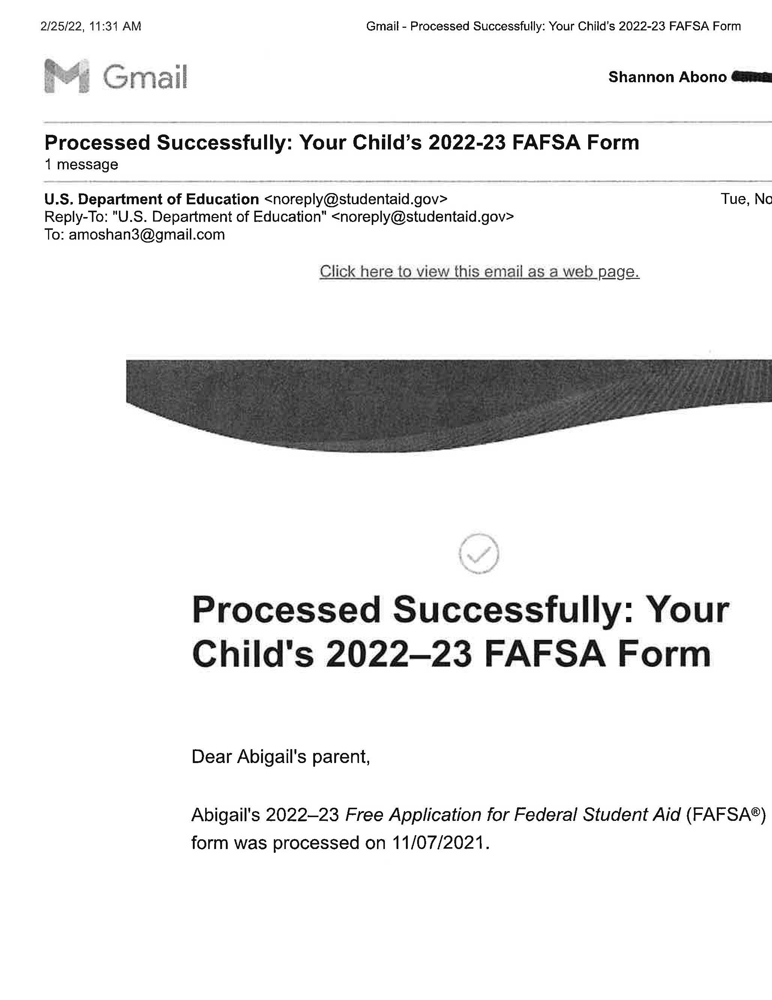 2/25/22, 11:31 AM
Gmail - Processed Successfully: Your Child's 2022-23 FAFSA Form
Gmail
Shannon Abono
Processed Successfully: Your Child's 2022-23 FAFSA Form
1 message
U.S. Department of Education <noreply@studentaid.gov>
Tue, No
Reply-To: "U.S. Department of Education" <noreply@studentaid.gov>
To: amoshan3@gmail.com
Click here to view this email as a web page.
Processed Successfully: Your
Child's 2022–23 FAFSA Form
Dear Abigail's parent,
Abigail's 2022–23 Free Application for Federal Student Aid (FAFSA®)
form was processed on 11/07/2021.